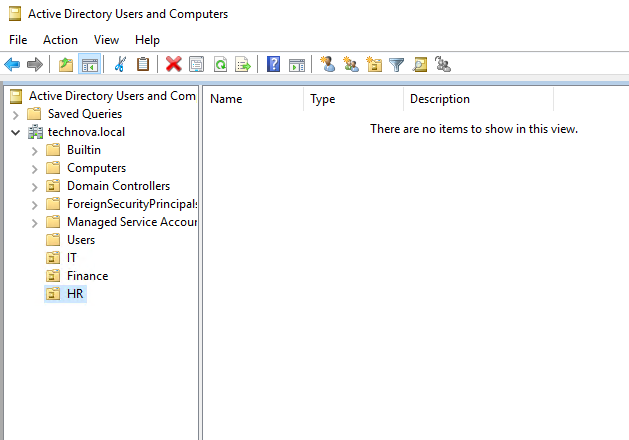 Active Directory Users and Computers
File Action View Help
Active Directory Users and Com
Saved Queries
technova.local
Builtin
Computers
Domain Controllers
ForeignSecurityPrincipals
Managed Service Accour
Users
IT
Finance
HR
Name Type Description
There are no items to show in this view.